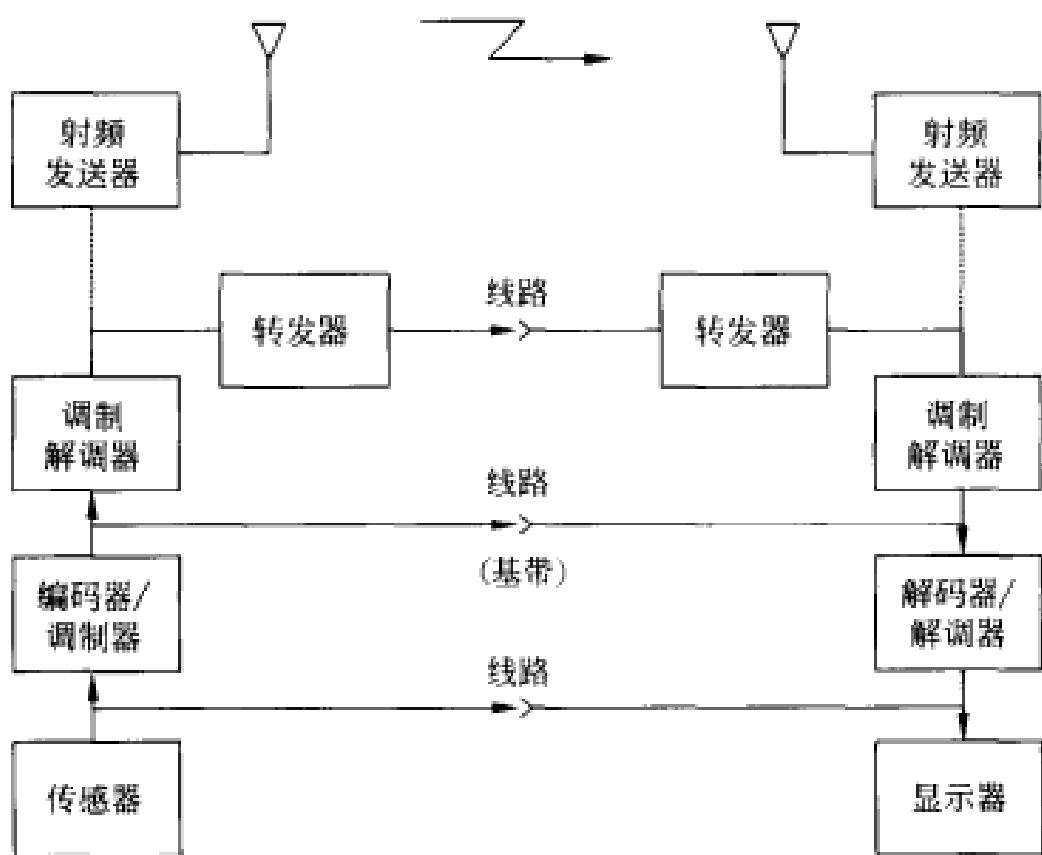 射频
发送器
射频
发送器
线路
转发器
转发器
调制
解调器
调制
解调器
线路
(基带)
编码器/
调制器
解码器/
解调器
线路
传感器
显示器